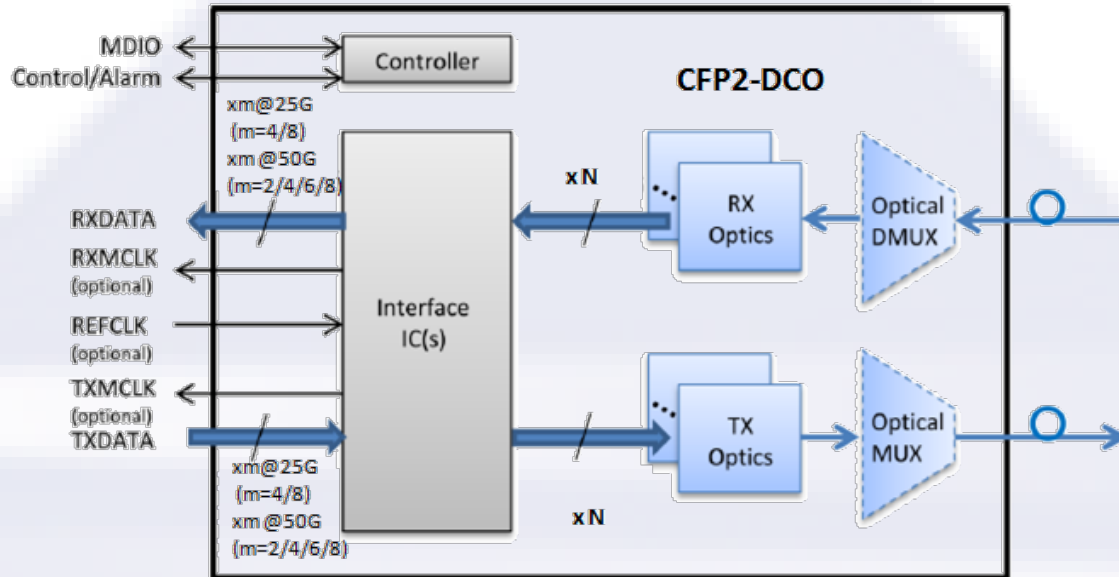 MDIO
Control/Alarm
Controller
CFP2-DCO
xm@25G
(m=4/8)
xm@50G
(m=2/4/6/8)
RXDATA
RXMCLK
(optional)
REFCLK
(optional)
TXMCLK
(optional)
TXDATA
Interface
IC(s)
xN
RX
Optics
Optical
DMUX
xm@25G
(m=4/8)
xm@50G
(m=2/4/6/8)
xN
TX
Optics
Optical
MUX